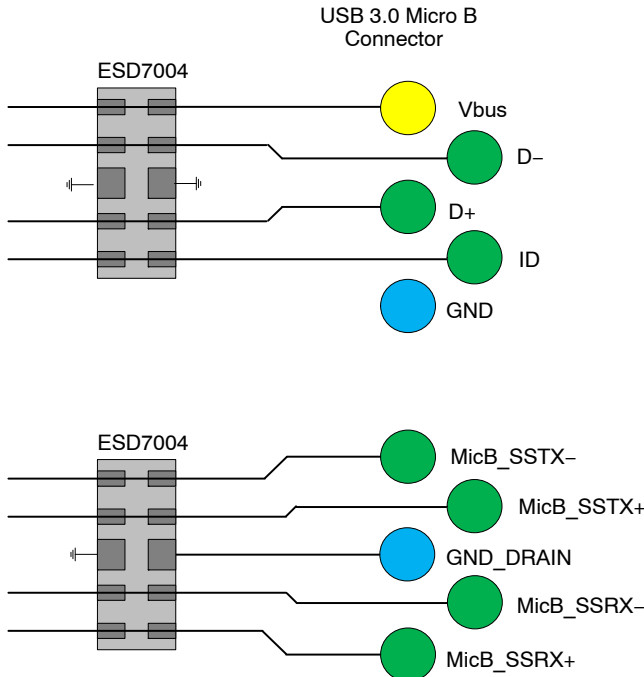 USB 3.0 Micro B
Connector
ESD7004
Vbus
D−
D+
ID
GND
ESD7004
MicB_SSTX−
MicB_SSTX+
GND_DRAIN
MicB_SSRX−
MicB_SSRX+